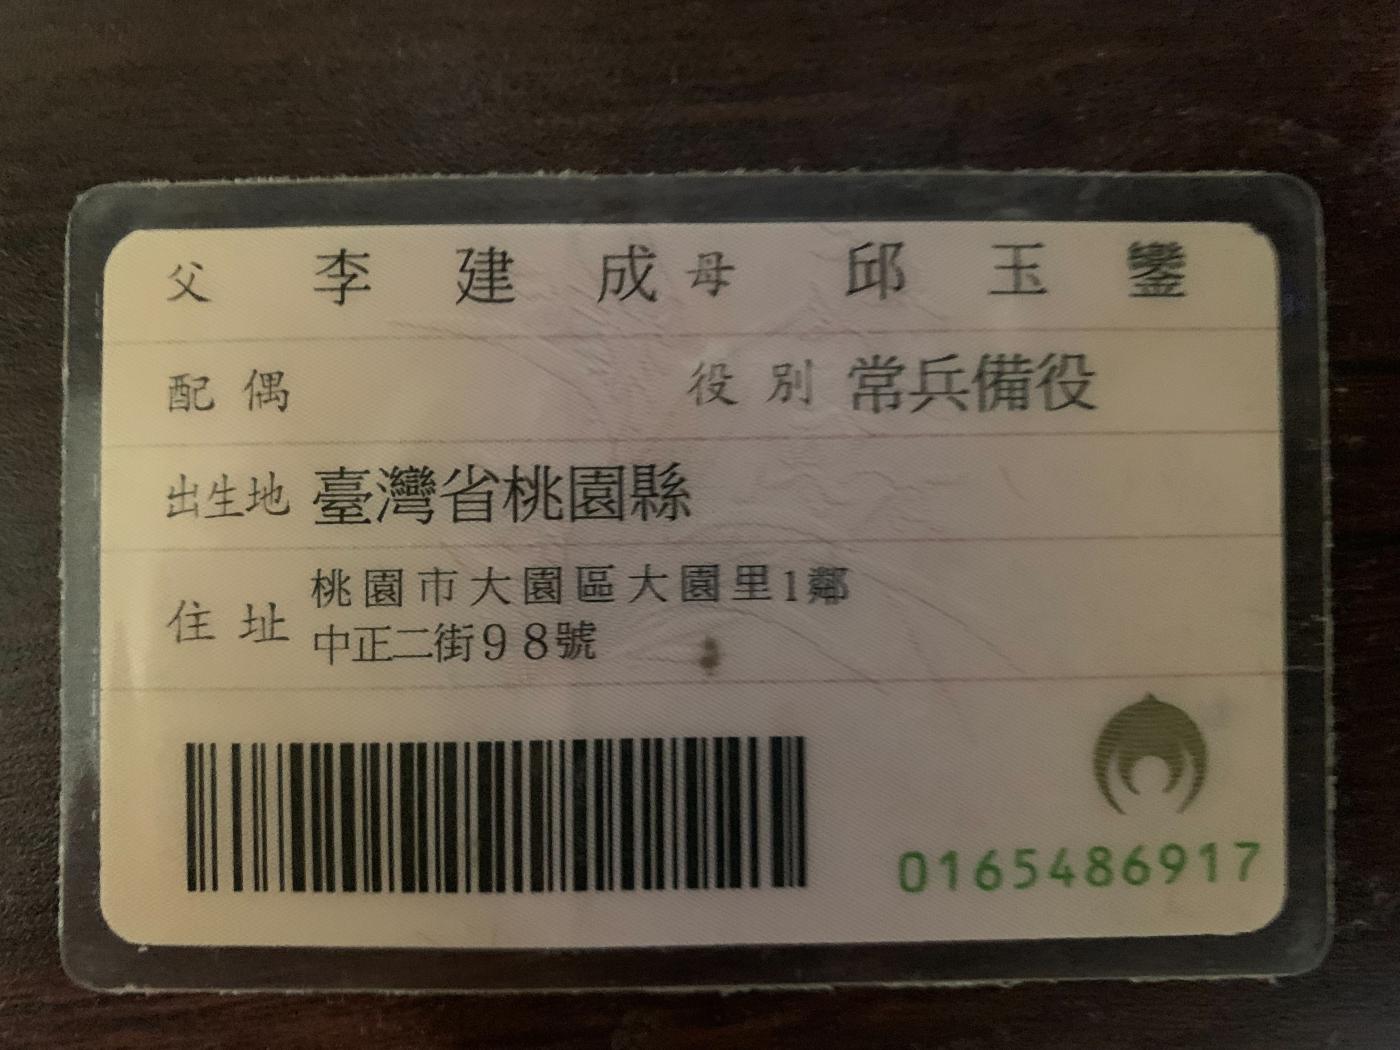 父 李建成 母 邱玉鑾
配偶 役別 常兵備役
出生地 臺灣省桃園縣
住址 桃園市大園區大園里1鄰
中正二街98號
0165486917